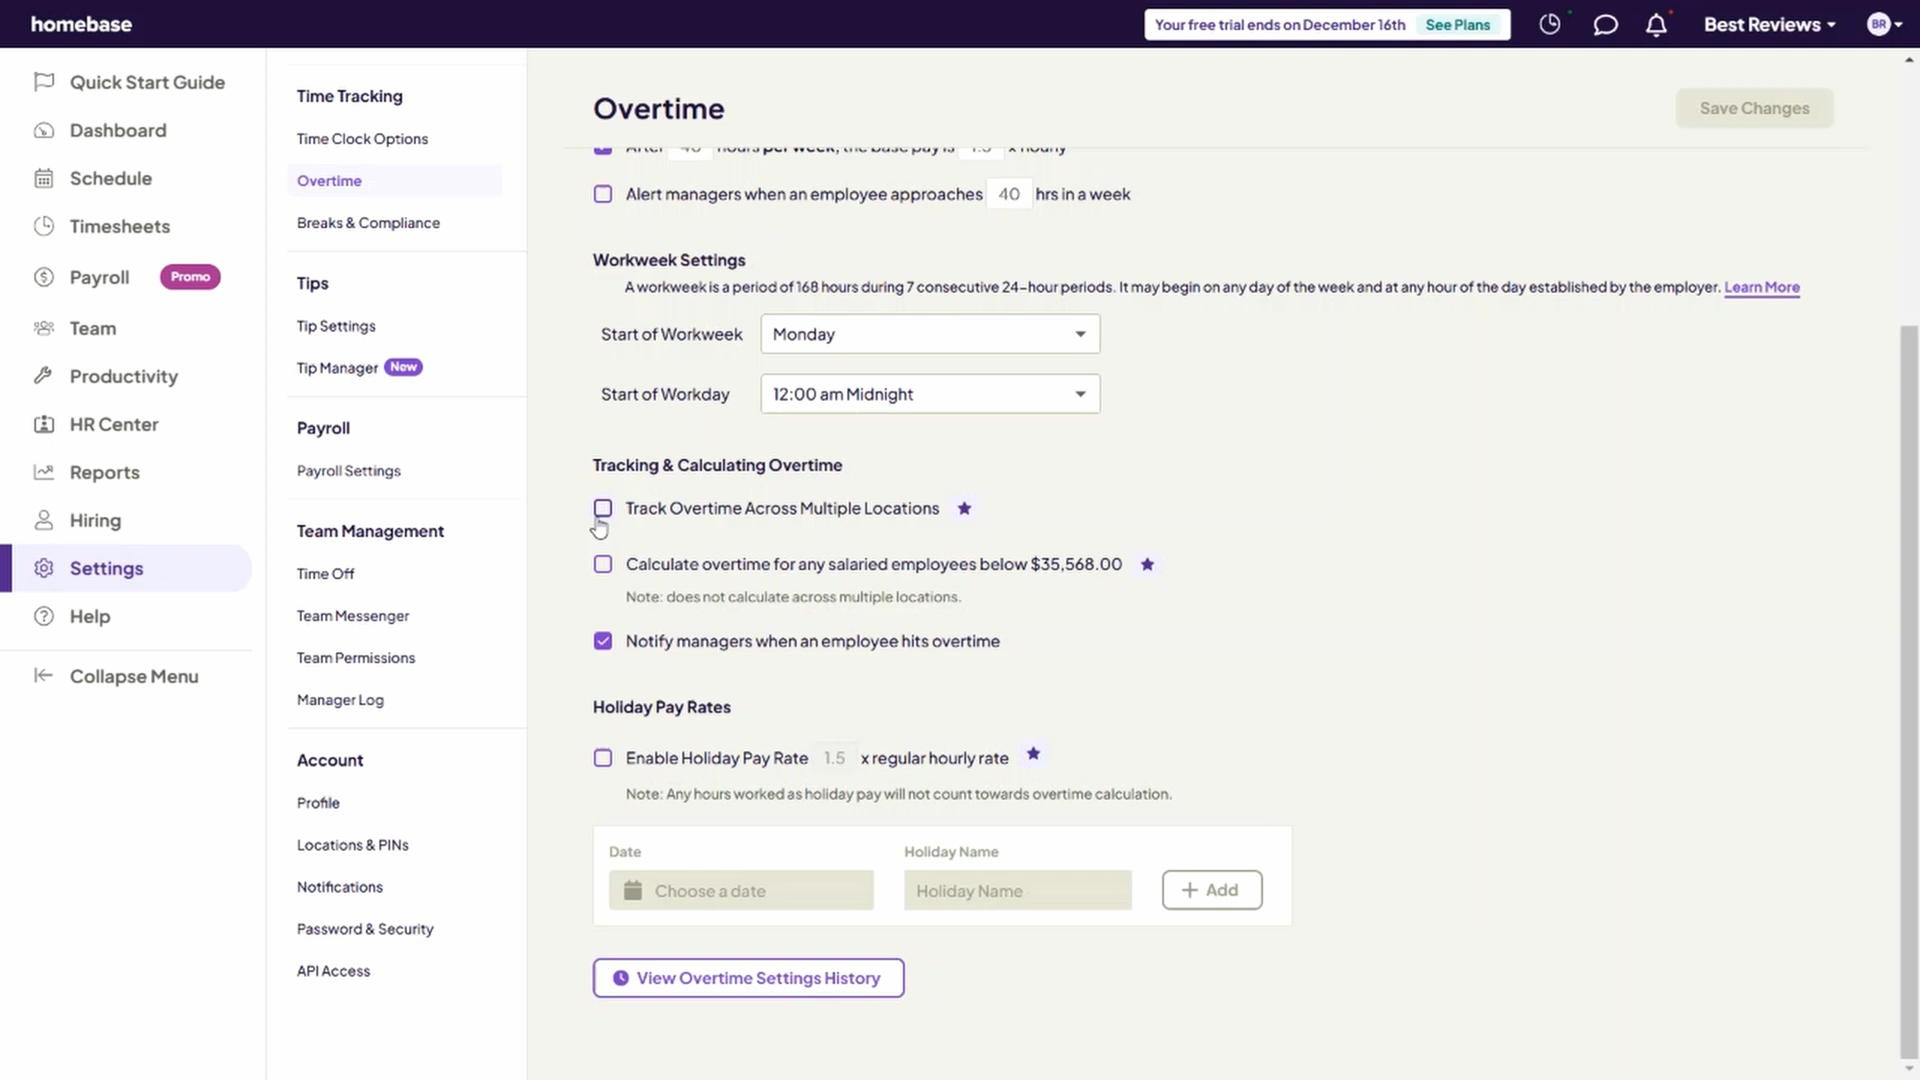 homebase
Your free trial ends on December 16th See Plans
Best Reviews
BR
Quick Start Guide
Dashboard
Schedule
Timesheets
Payroll Promo
Team
Productivity
HR Center
Reports
Hiring
Settings
Help
Collapse Menu
Time Tracking
Time Clock Options
Overtime
Breaks & Compliance
Tips
Tip Settings
Tip Manager New
Payroll
Payroll Settings
Team Management
Time Off
Team Messenger
Team Permissions
Manager Log
Account
Profile
Locations & PINs
Notifications
Password & Security
API Access
Overtime
Save Changes
After 40 hours per week, the base pay is 1.5 x hourly
Alert managers when an employee approaches 40 hrs in a week
Workweek Settings
A workweek is a period of 168 hours during 7 consecutive 24-hour periods. It may begin on any day of the week and at any hour of the day established by the employer. Learn More
Start of Workweek Monday
Start of Workday 12:00 am Midnight
Tracking & Calculating Overtime
Track Overtime Across Multiple Locations
Calculate overtime for any salaried employees below $35,568.00
Note: does not calculate across multiple locations.
Notify managers when an employee hits overtime
Holiday Pay Rates
Enable Holiday Pay Rate 1.5 x regular hourly rate
Note: Any hours worked as holiday pay will not count towards overtime calculation.
Date Holiday Name
Choose a date Holiday Name + Add
View Overtime Settings History